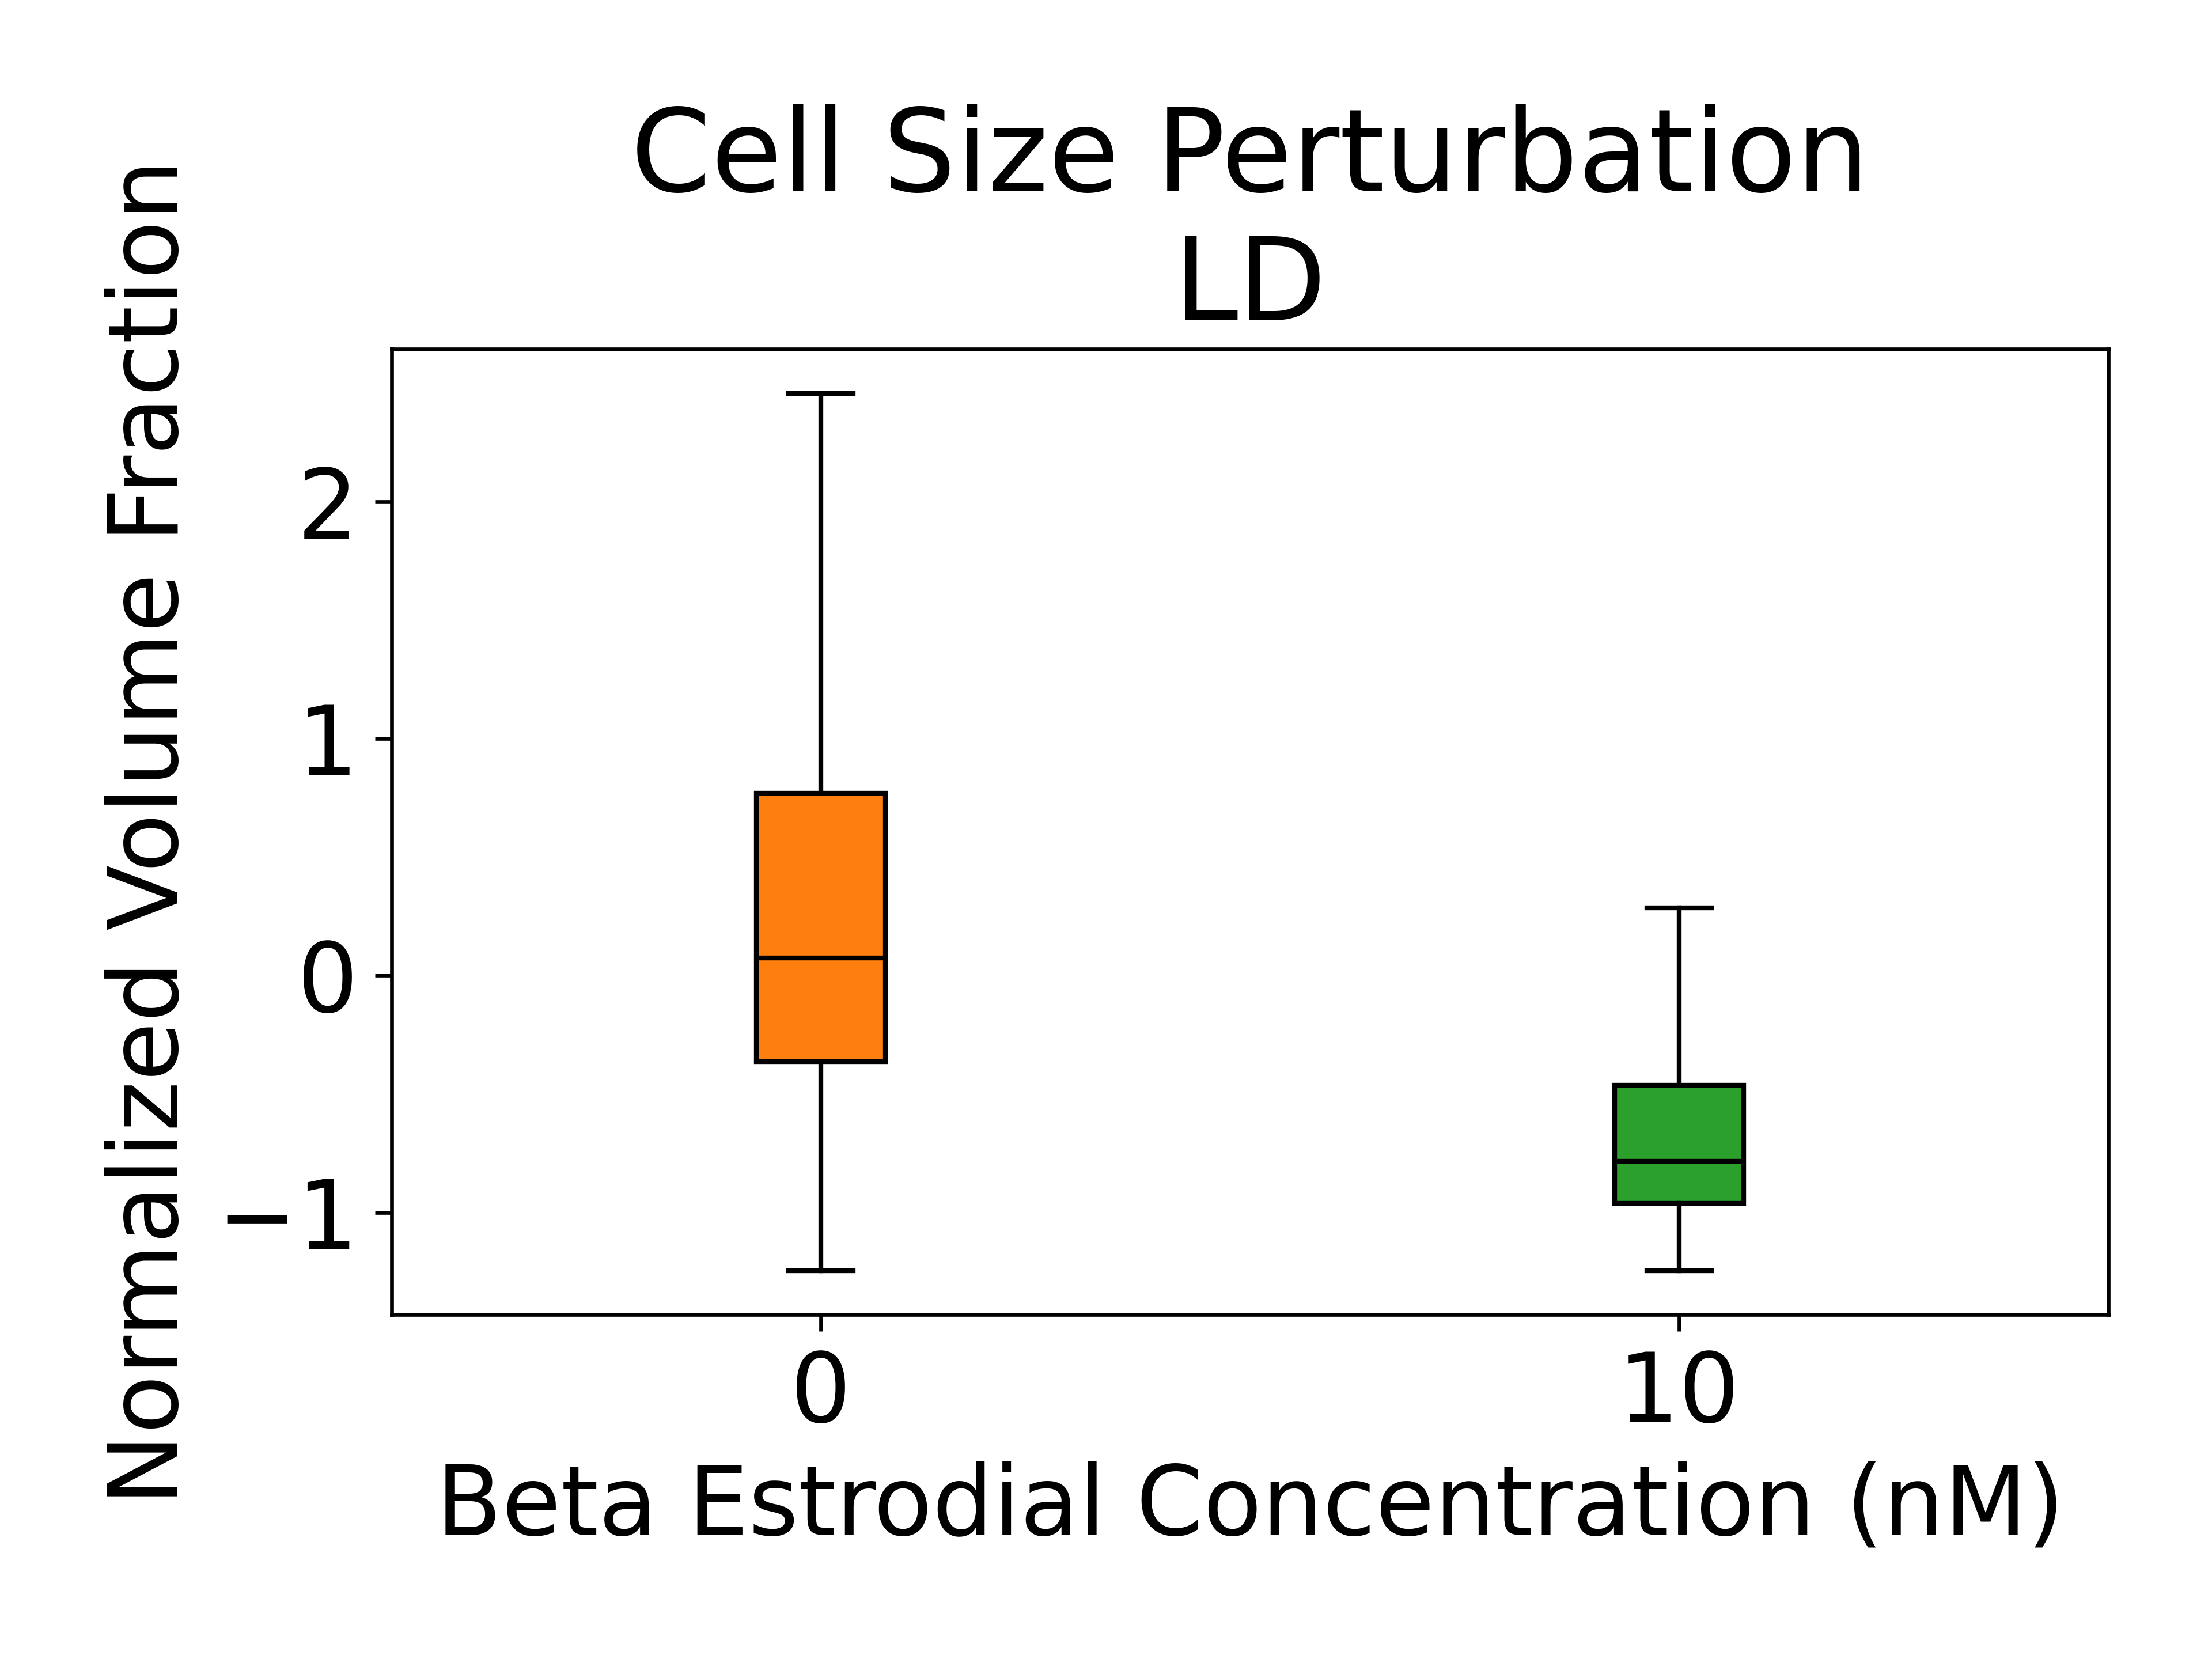 Cell Size Perturbation
LD
Normalized Volume Fraction
2
1
0
−1
0 10
Beta Estrodial Concentration (nM)